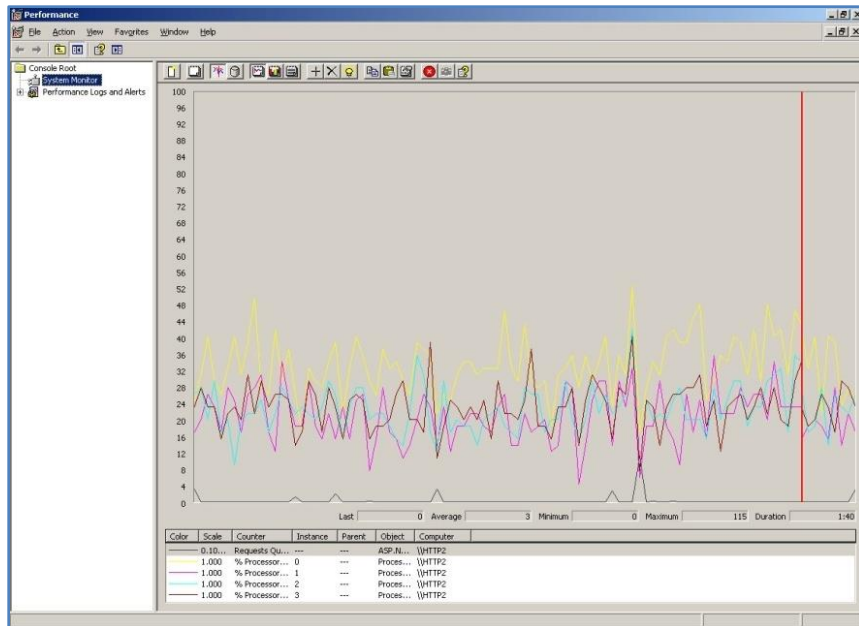 Performance
File Action View Favorites Window Help
Console Root
System Monitor
Performance Logs and Alerts
100
96
92
88
84
80
76
72
68
64
60
56
52
48
44
40
36
32
28
24
20
16
12
8
4
0
Last 0 Average 3 Minimum 0 Maximum 115 Duration 1:40
Color Scale Counter Instance Parent Object Computer
0.10... Requests Qu... --- --- ASP.N... \\HTTP2
1.000 % Processor... 0 --- Proces... \\HTTP2
1.000 % Processor... 1 --- Proces... \\HTTP2
1.000 % Processor... 2 --- Proces... \\HTTP2
1.000 % Processor... 3 --- Proces... \\HTTP2